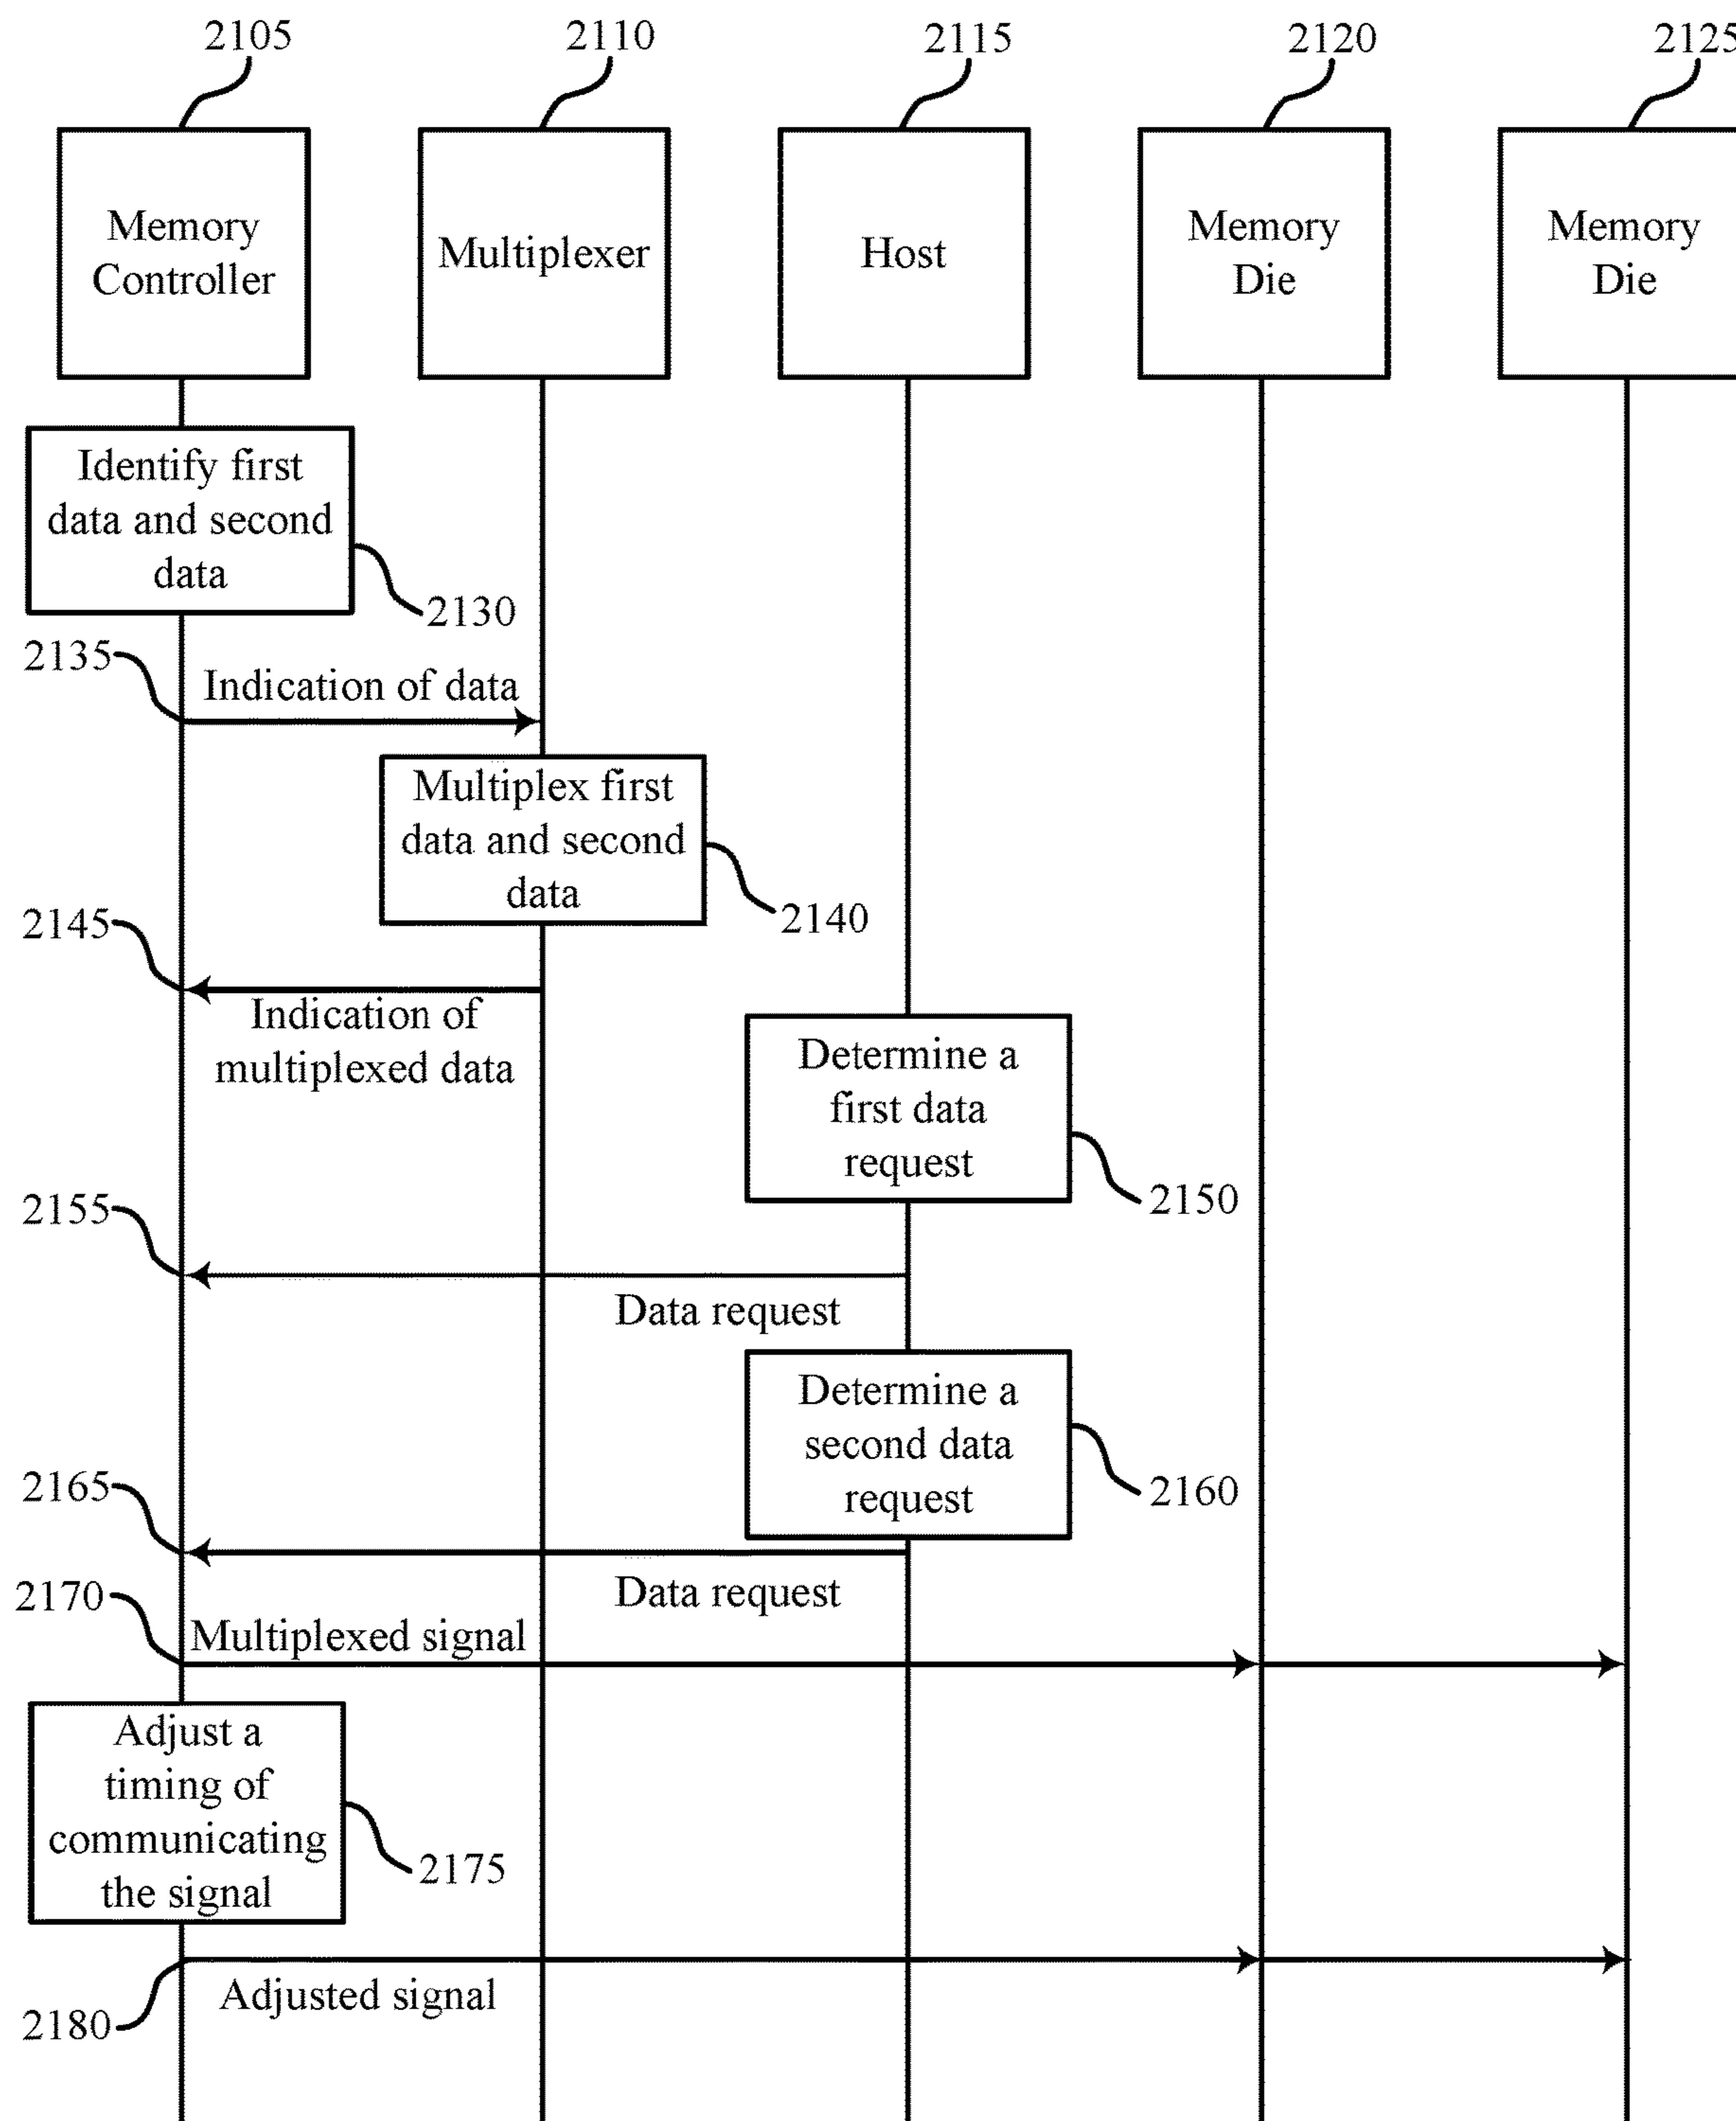 2105
2110
2115
2120
2125
Memory
Controller
Multiplexer
Host
Memory
Die
Memory
Die
Identify first
data and second
data
2130
2135
Indication of data
Multiplex first
data and second
data
2140
2145
Indication of
multiplexed data
Determine a
first data
request
2150
2155
Data request
Determine a
second data
request
2160
2165
Data request
2170
Multiplexed signal
Adjust a
timing of
communicating
the signal
2175
Adjusted signal
2180